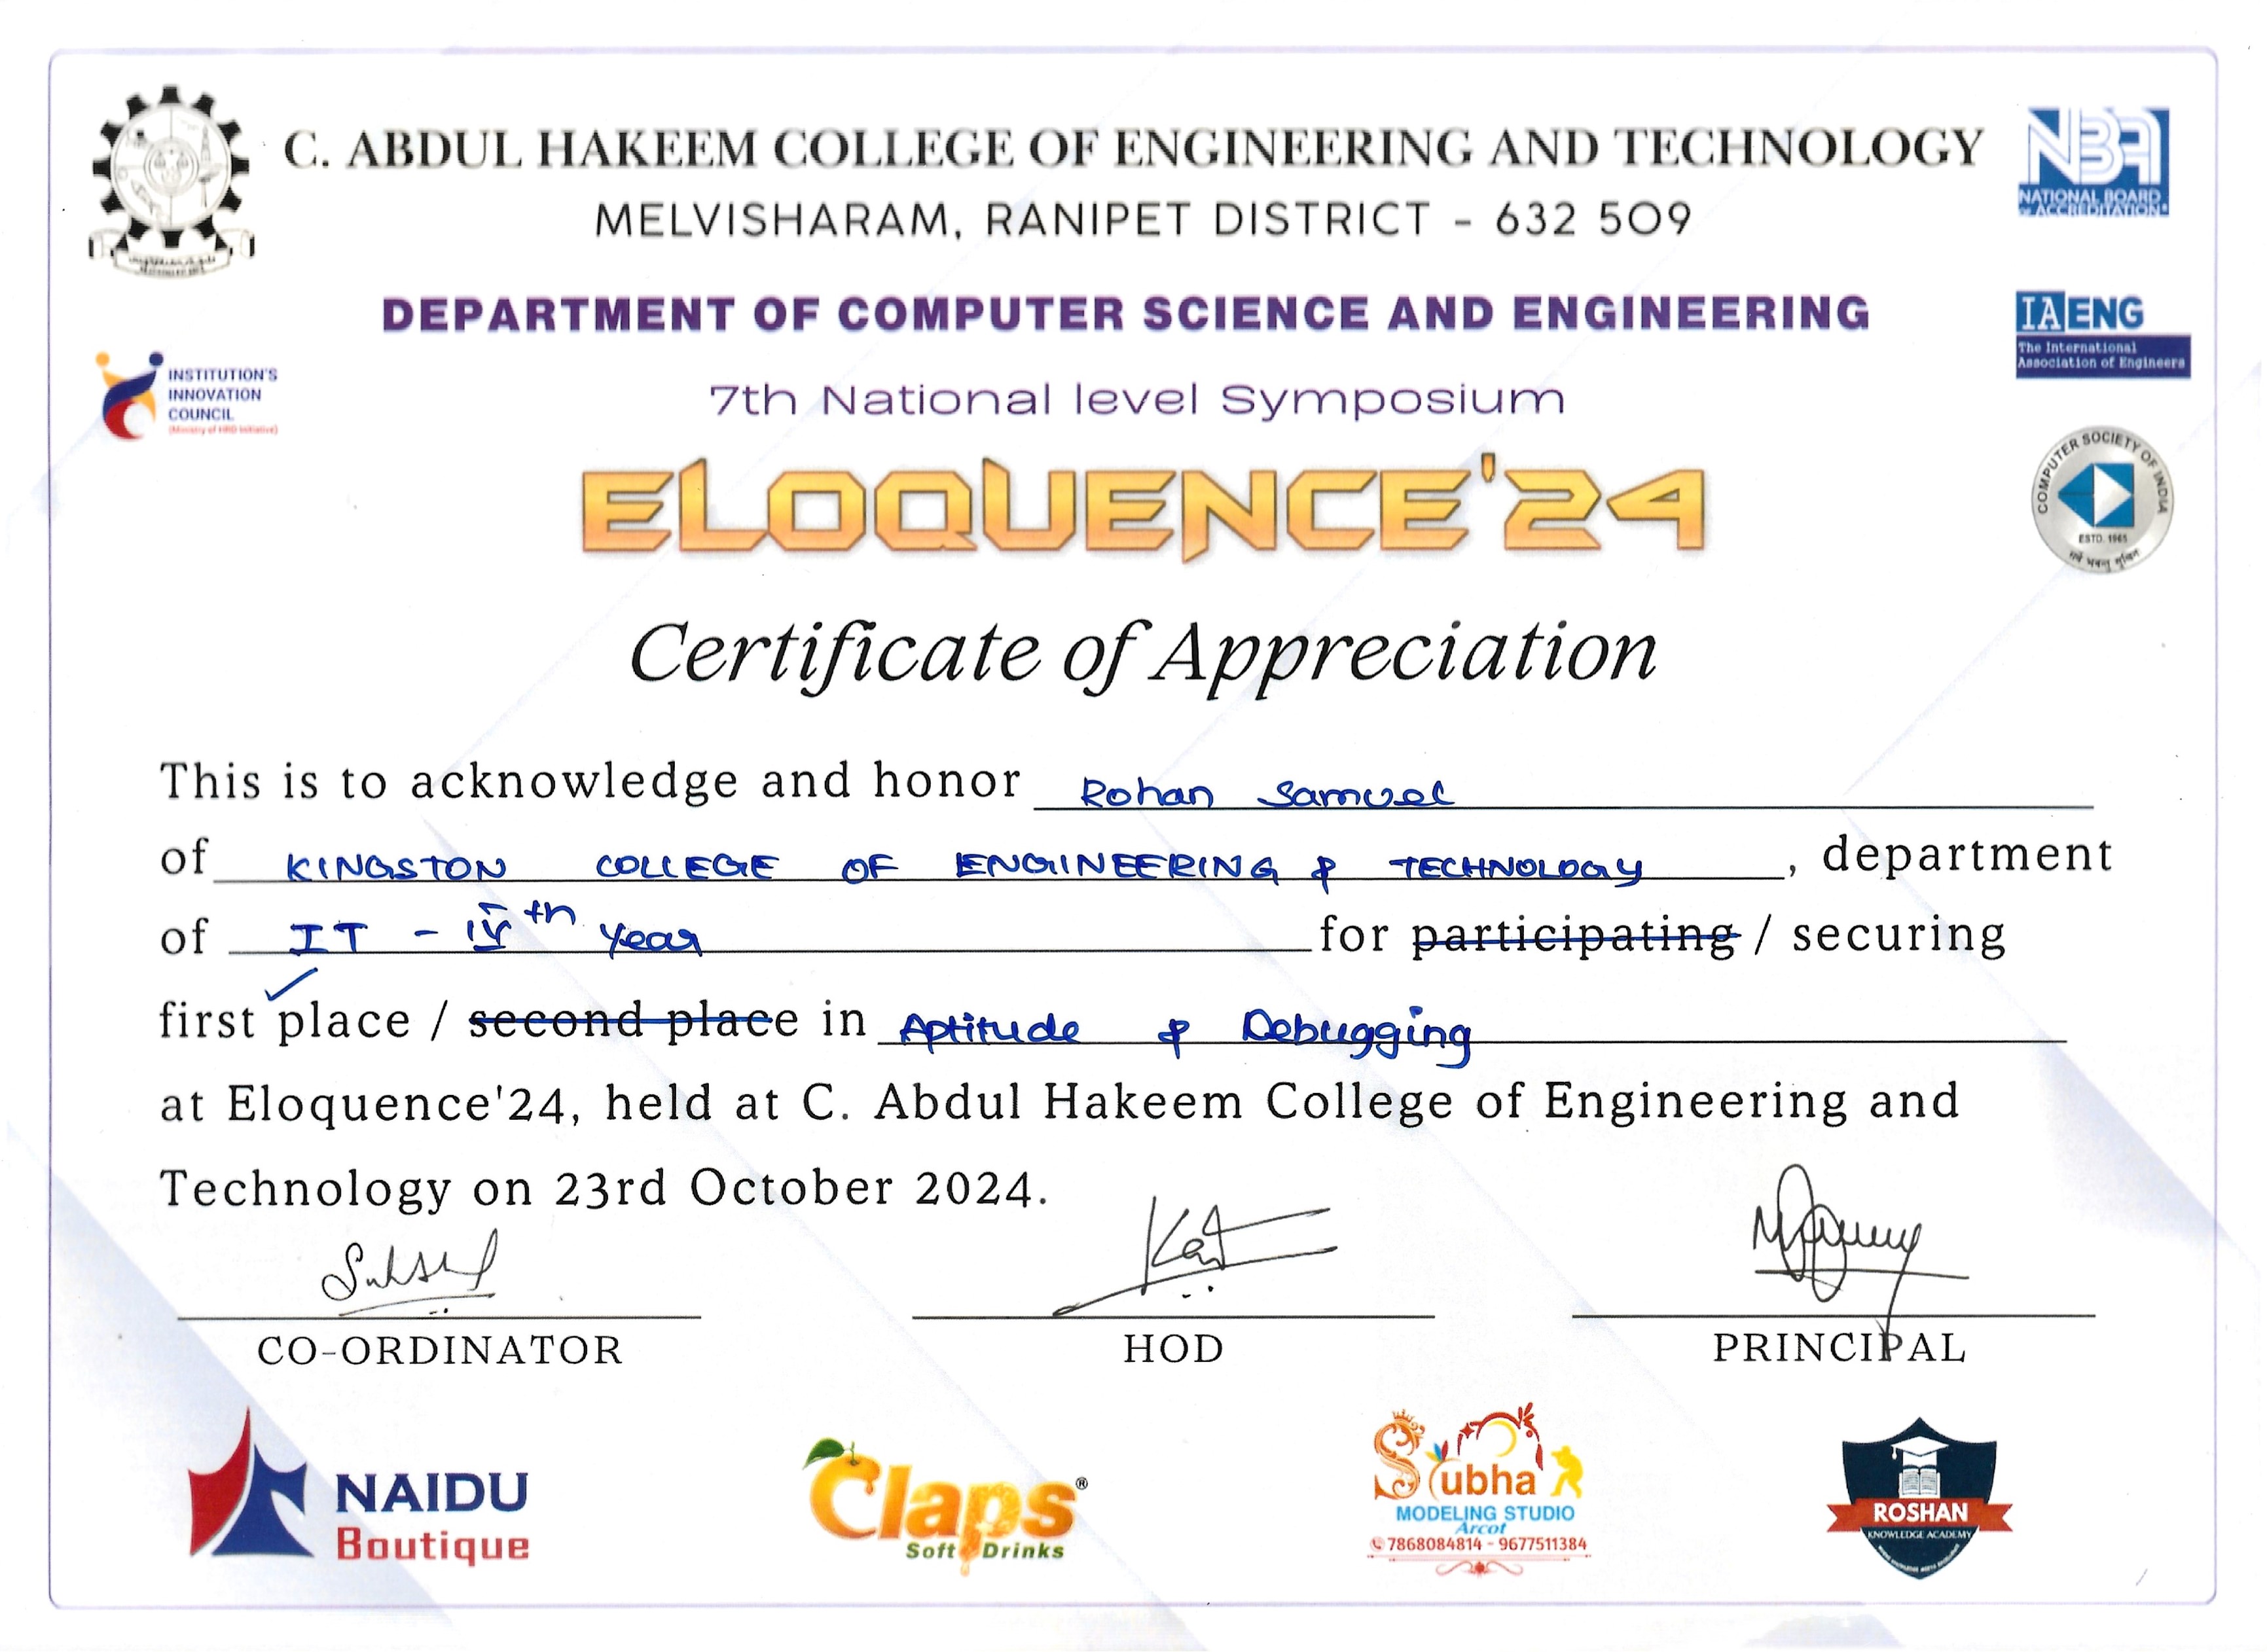 C. ABDUL HAKEEM COLLEGE OF ENGINEERING AND TECHNOLOGY
MELVISHARAM, RANIPET DISTRICT - 632 509
NBA
NATIONAL BOARD
OF ACCREDITATION
DEPARTMENT OF COMPUTER SCIENCE AND ENGINEERING
IAENG
The International
Association of Engineers
INSTITUTION'S
INNOVATION
COUNCIL
(Ministry of HRD Initiative)
7th National level Symposium
ELOQUENCE'24
COMPUTER SOCIETY OF INDIA
ESTD. 1965
Certificate of Appreciation
This is to acknowledge and honor Rohan Samuel
of KINGSTON COLLEGE OF ENGINEERING & TECHNOLOGY, department
of IT - IVth year for participating / securing
first place / second place in Aptitude & Debugging
at Eloquence'24, held at C. Abdul Hakeem College of Engineering and
Technology on 23rd October 2024.
CO-ORDINATOR
HOD
PRINCIPAL
NAIDU
Boutique
Claps®
Soft Drinks
Subha
MODELING STUDIO
Arcot
7868084814 - 9677511384
ROSHAN
KNOWLEDGE ACADEMY